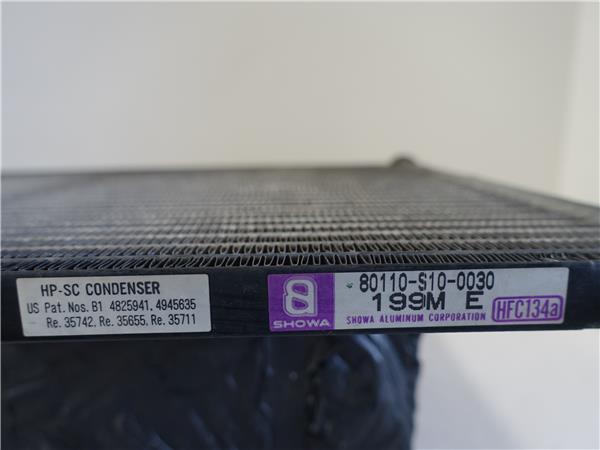 HP-SC CONDENSER
US Pat. Nos. B1 4825941, 4945635
Re. 35742, Re. 35655, Re. 35711
8
SHOWA
80110-S10-0030
199M E
SHOWA ALUMINUM CORPORATION
HFC134a